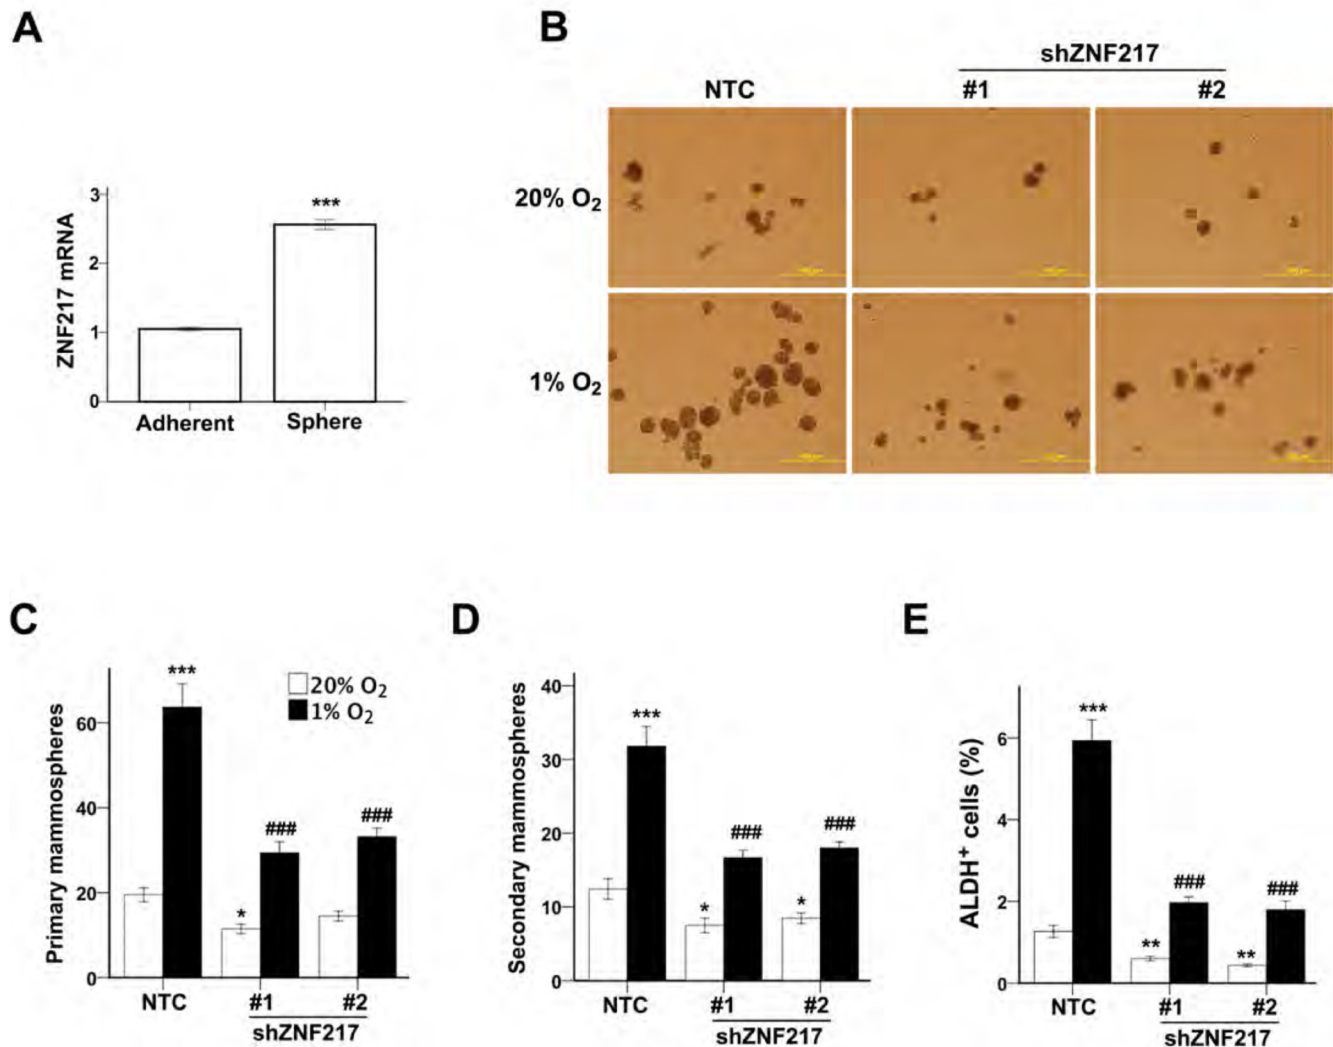 A
B
shZNF217
NTC
#1
#2
20% O2
1% O2
ZNF217 mRNA
3
2
1
0
***
Adherent
Sphere
C
Primary mammospheres
60
40
20
0
***
*
###
###
20% O2
1% O2
NTC
#1
#2
shZNF217
D
Secondary mammospheres
40
30
20
10
0
***
*
###
*
###
NTC
#1
#2
shZNF217
E
ALDH+ cells (%)
6
4
2
0
***
**
###
**
###
NTC
#1
#2
shZNF217